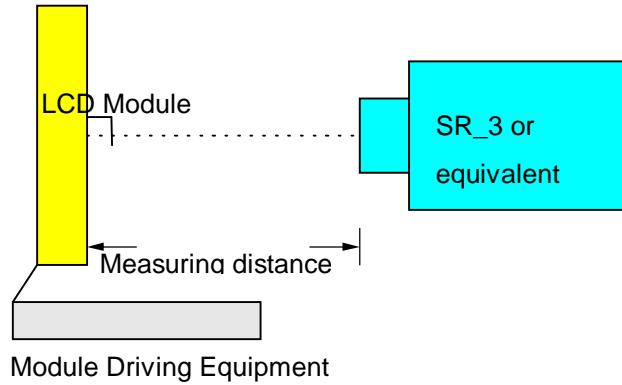 LCD Module
SR_3 or
equivalent
Measuring distance
Module Driving Equipment